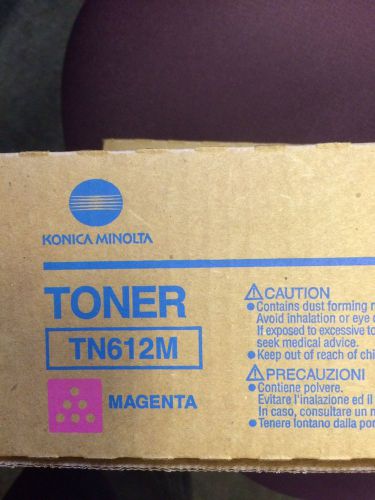 KONICA MINOLTA
TONER
TN612M
MAGENTA
⚠CAUTION
●Contains dust forming
Avoid inhalation or eye
If exposed to excessive
seek medical advice.
●Keep out of reach of
⚠PRECAUZIONI
●Contiene polvere.
Evitare l'inalazione ed il
In caso, consultare un
●Tenere lontano dalla